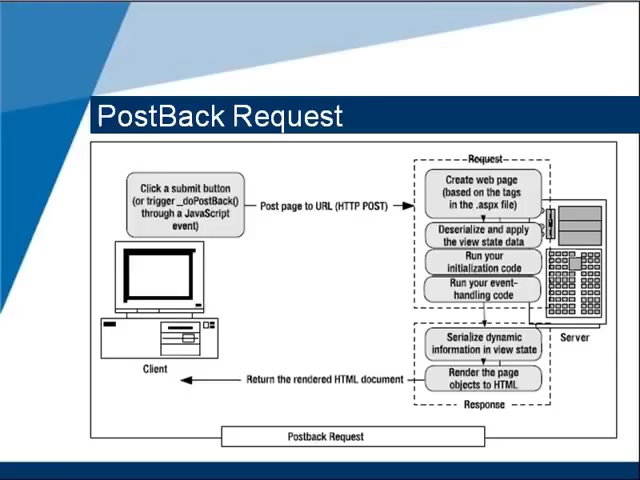 PostBack Request
Request
Create web page
(based on the tags
in the .aspx file)
Click a submit button
(or trigger _doPostBack()
through a JavaScript
event)
Post page to URL (HTTP POST)
Deserialize and apply
the view state data
Run your
initialization code
Run your event-
handling code
Server
Serialize dynamic
information in view state
Client
Return the rendered HTML document
Render the page
objects to HTML
Response
Postback Request